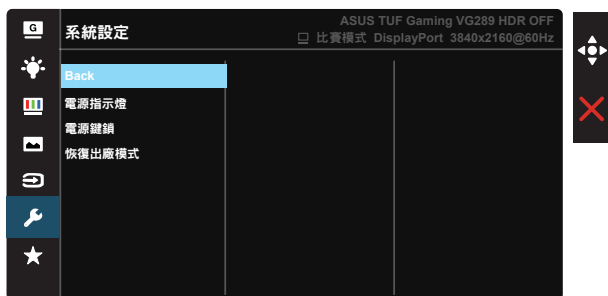 G
系統設定
ASUS TUF Gaming VG289 HDR OFF
比賽模式 DisplayPort 3840x2160@60Hz
Back
電源指示燈
電源鍵鎖
恢復出廠模式